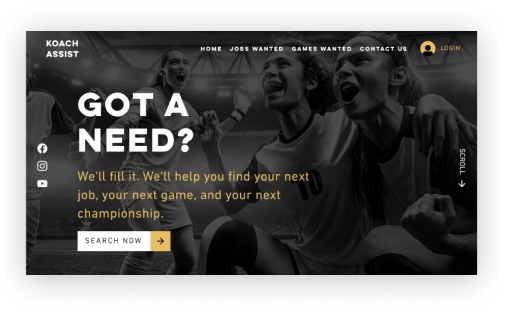 KOACH
ASSIST
HOME JOBS WANTED GAMES WANTED CONTACT US LOGIN
GOT A
NEED?
We'll fill it. We'll help you find your next
job, your next game, and your next
championship.
SEARCH NOW
SCROLL
10